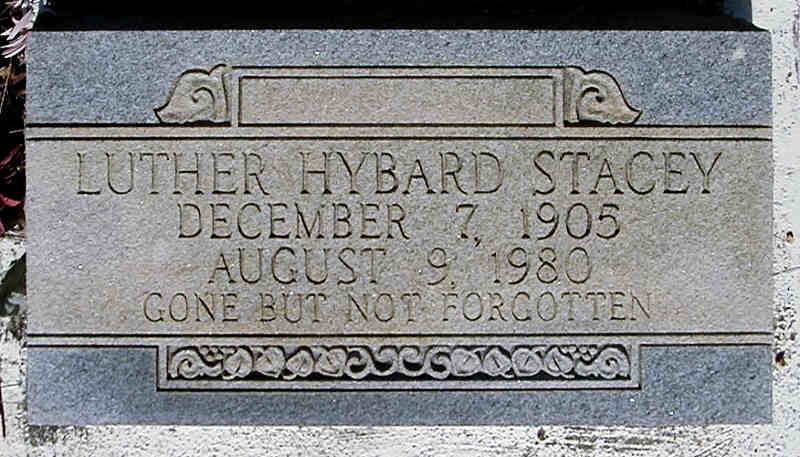 LUTHER HYBARD STACEY
DECEMBER 7, 1905
AUGUST 9, 1980
GONE BUT NOT FORGOTTEN